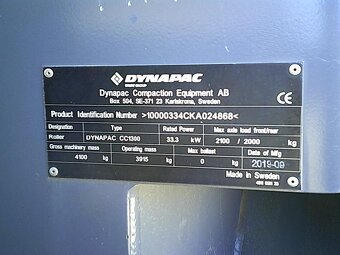 DYNAPAC
Dynapac Compaction Equipment AB
Box 504, SE-371 23 Karlskrona, Sweden
CE
Product Identification Number >10000334CKA024868<
Designation Type Rated Power Max axle load front/rear
Roller DYNAPAC CC1300 33.3 kW 2100 / 2000 kg
Gross machinery mass Operating mass Max ballast Date of Mfg
4100 kg 3915 kg 0 kg 2019-09
Made in Sweden